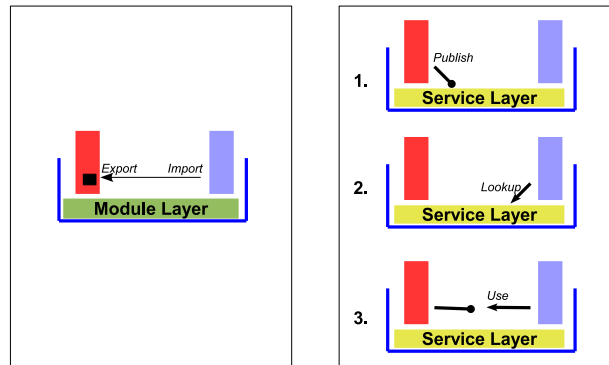 Export Import
Module Layer
1.
Publish
Service Layer
2.
Lookup
Service Layer
3.
Use
Service Layer